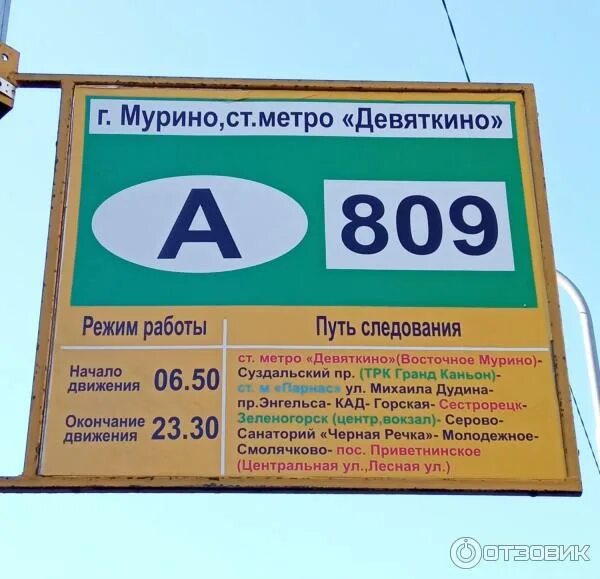 г. Мурино,ст.метро «Девяткино»
А 809
Режим работы
Начало
движения 06.50
Окончание
движения 23.30
Путь следования
ст. метро «Девяткино»(Восточное Мурино)-
Суздальский пр. (ТРК Гранд Каньон)-
ст. м «Парнас» ул. Михаила Дудина-
пр.Энгельса- КАД- Горская- Сестрорецк-
Зеленогорск (центр,вокзал)- Серово-
Санаторий «Черная Речка»- Молодежное-
Смолячково- пос. Приветнинское
(Центральная ул.,Лесная ул.)
ОТЗОВИК